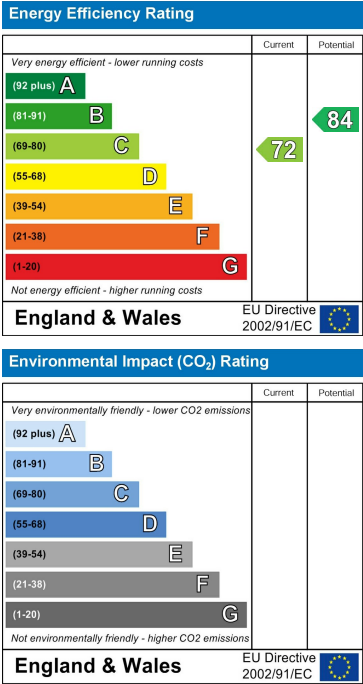 Energy Efficiency Rating
Current Potential
Very energy efficient - lower running costs
(92 plus) A
(81-91) B
(69-80) C
(55-68) D
(39-54) E
(21-38) F
(1-20) G
72
84
Not energy efficient - higher running costs
England & Wales
EU Directive
2002/91/EC
Environmental Impact (CO₂) Rating
Current Potential
Very environmentally friendly - lower CO2 emissions
(92 plus) A
(81-91) B
(69-80) C
(55-68) D
(39-54) E
(21-38) F
(1-20) G
Not environmentally friendly - higher CO2 emissions
England & Wales
EU Directive
2002/91/EC